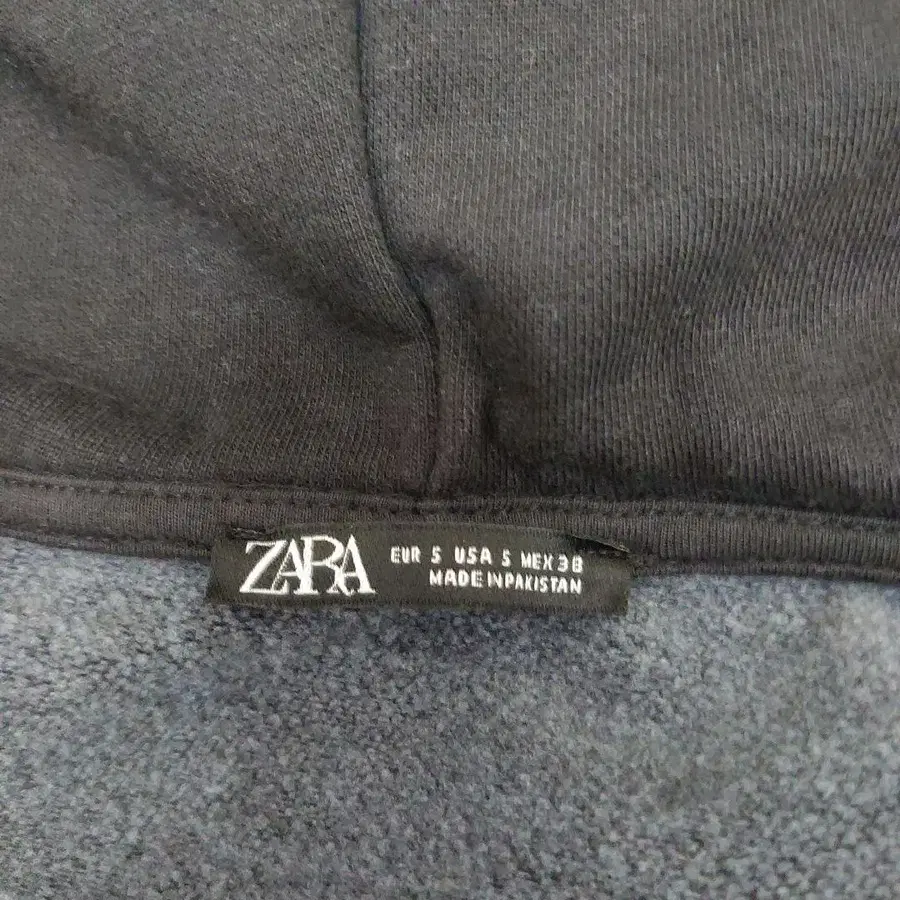 ZARA
EUR S USA S MEX 38
MADE IN PAKISTAN